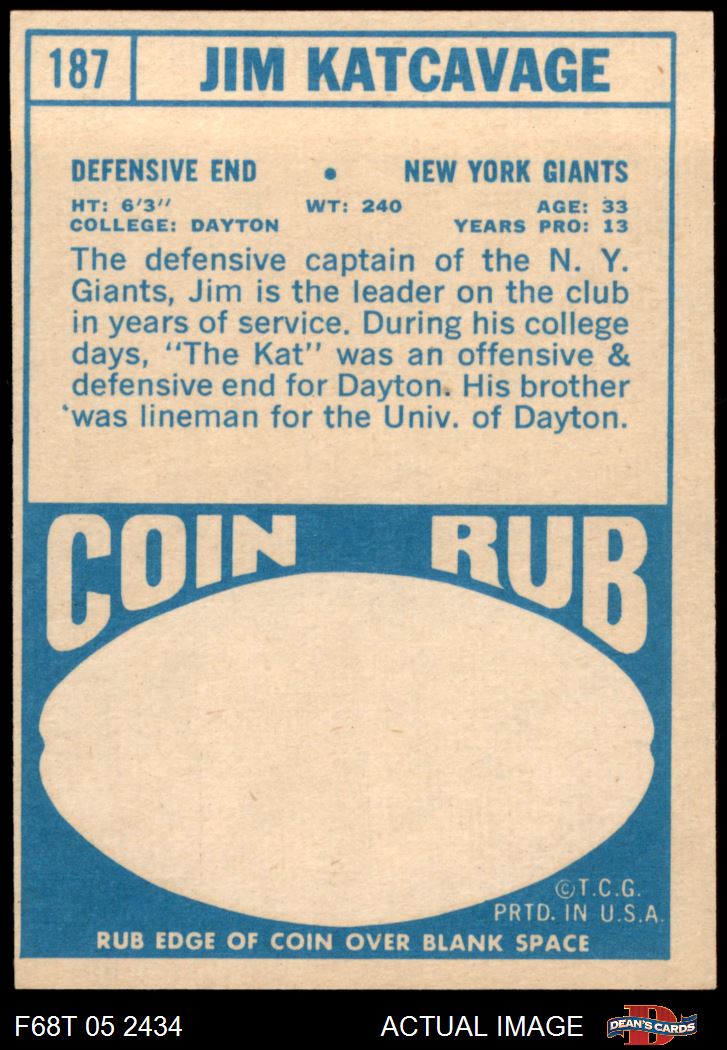 187 JIM KATCAVAGE
DEFENSIVE END • NEW YORK GIANTS
HT: 6'3" WT: 240 AGE: 33
COLLEGE: DAYTON YEARS PRO: 13
The defensive captain of the N. Y.
Giants, Jim is the leader on the club
in years of service. During his college
days, "The Kat" was an offensive &
defensive end for Dayton. His brother
was lineman for the Univ. of Dayton.
COIN RUB
©T.C.G.
PRTD. IN U.S.A.
RUB EDGE OF COIN OVER BLANK SPACE
F68T 05 2434 ACTUAL IMAGE D DEAN'S CARDS